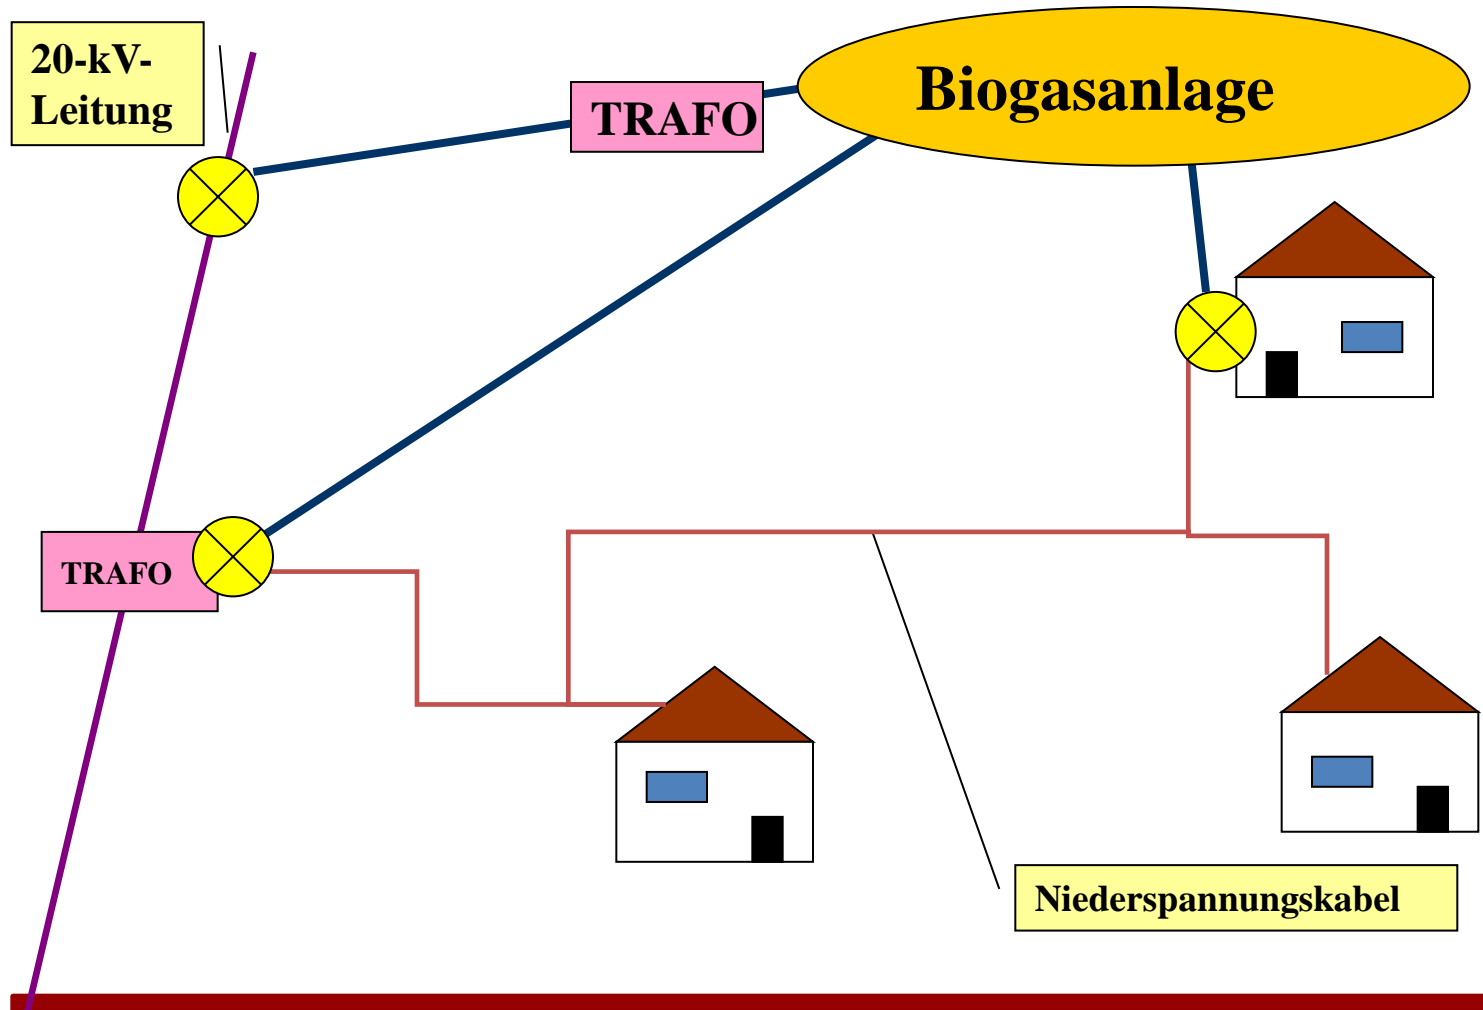 20-kV-
Leitung
TRAFO
Biogasanlage
TRAFO
Niederspannungskabel